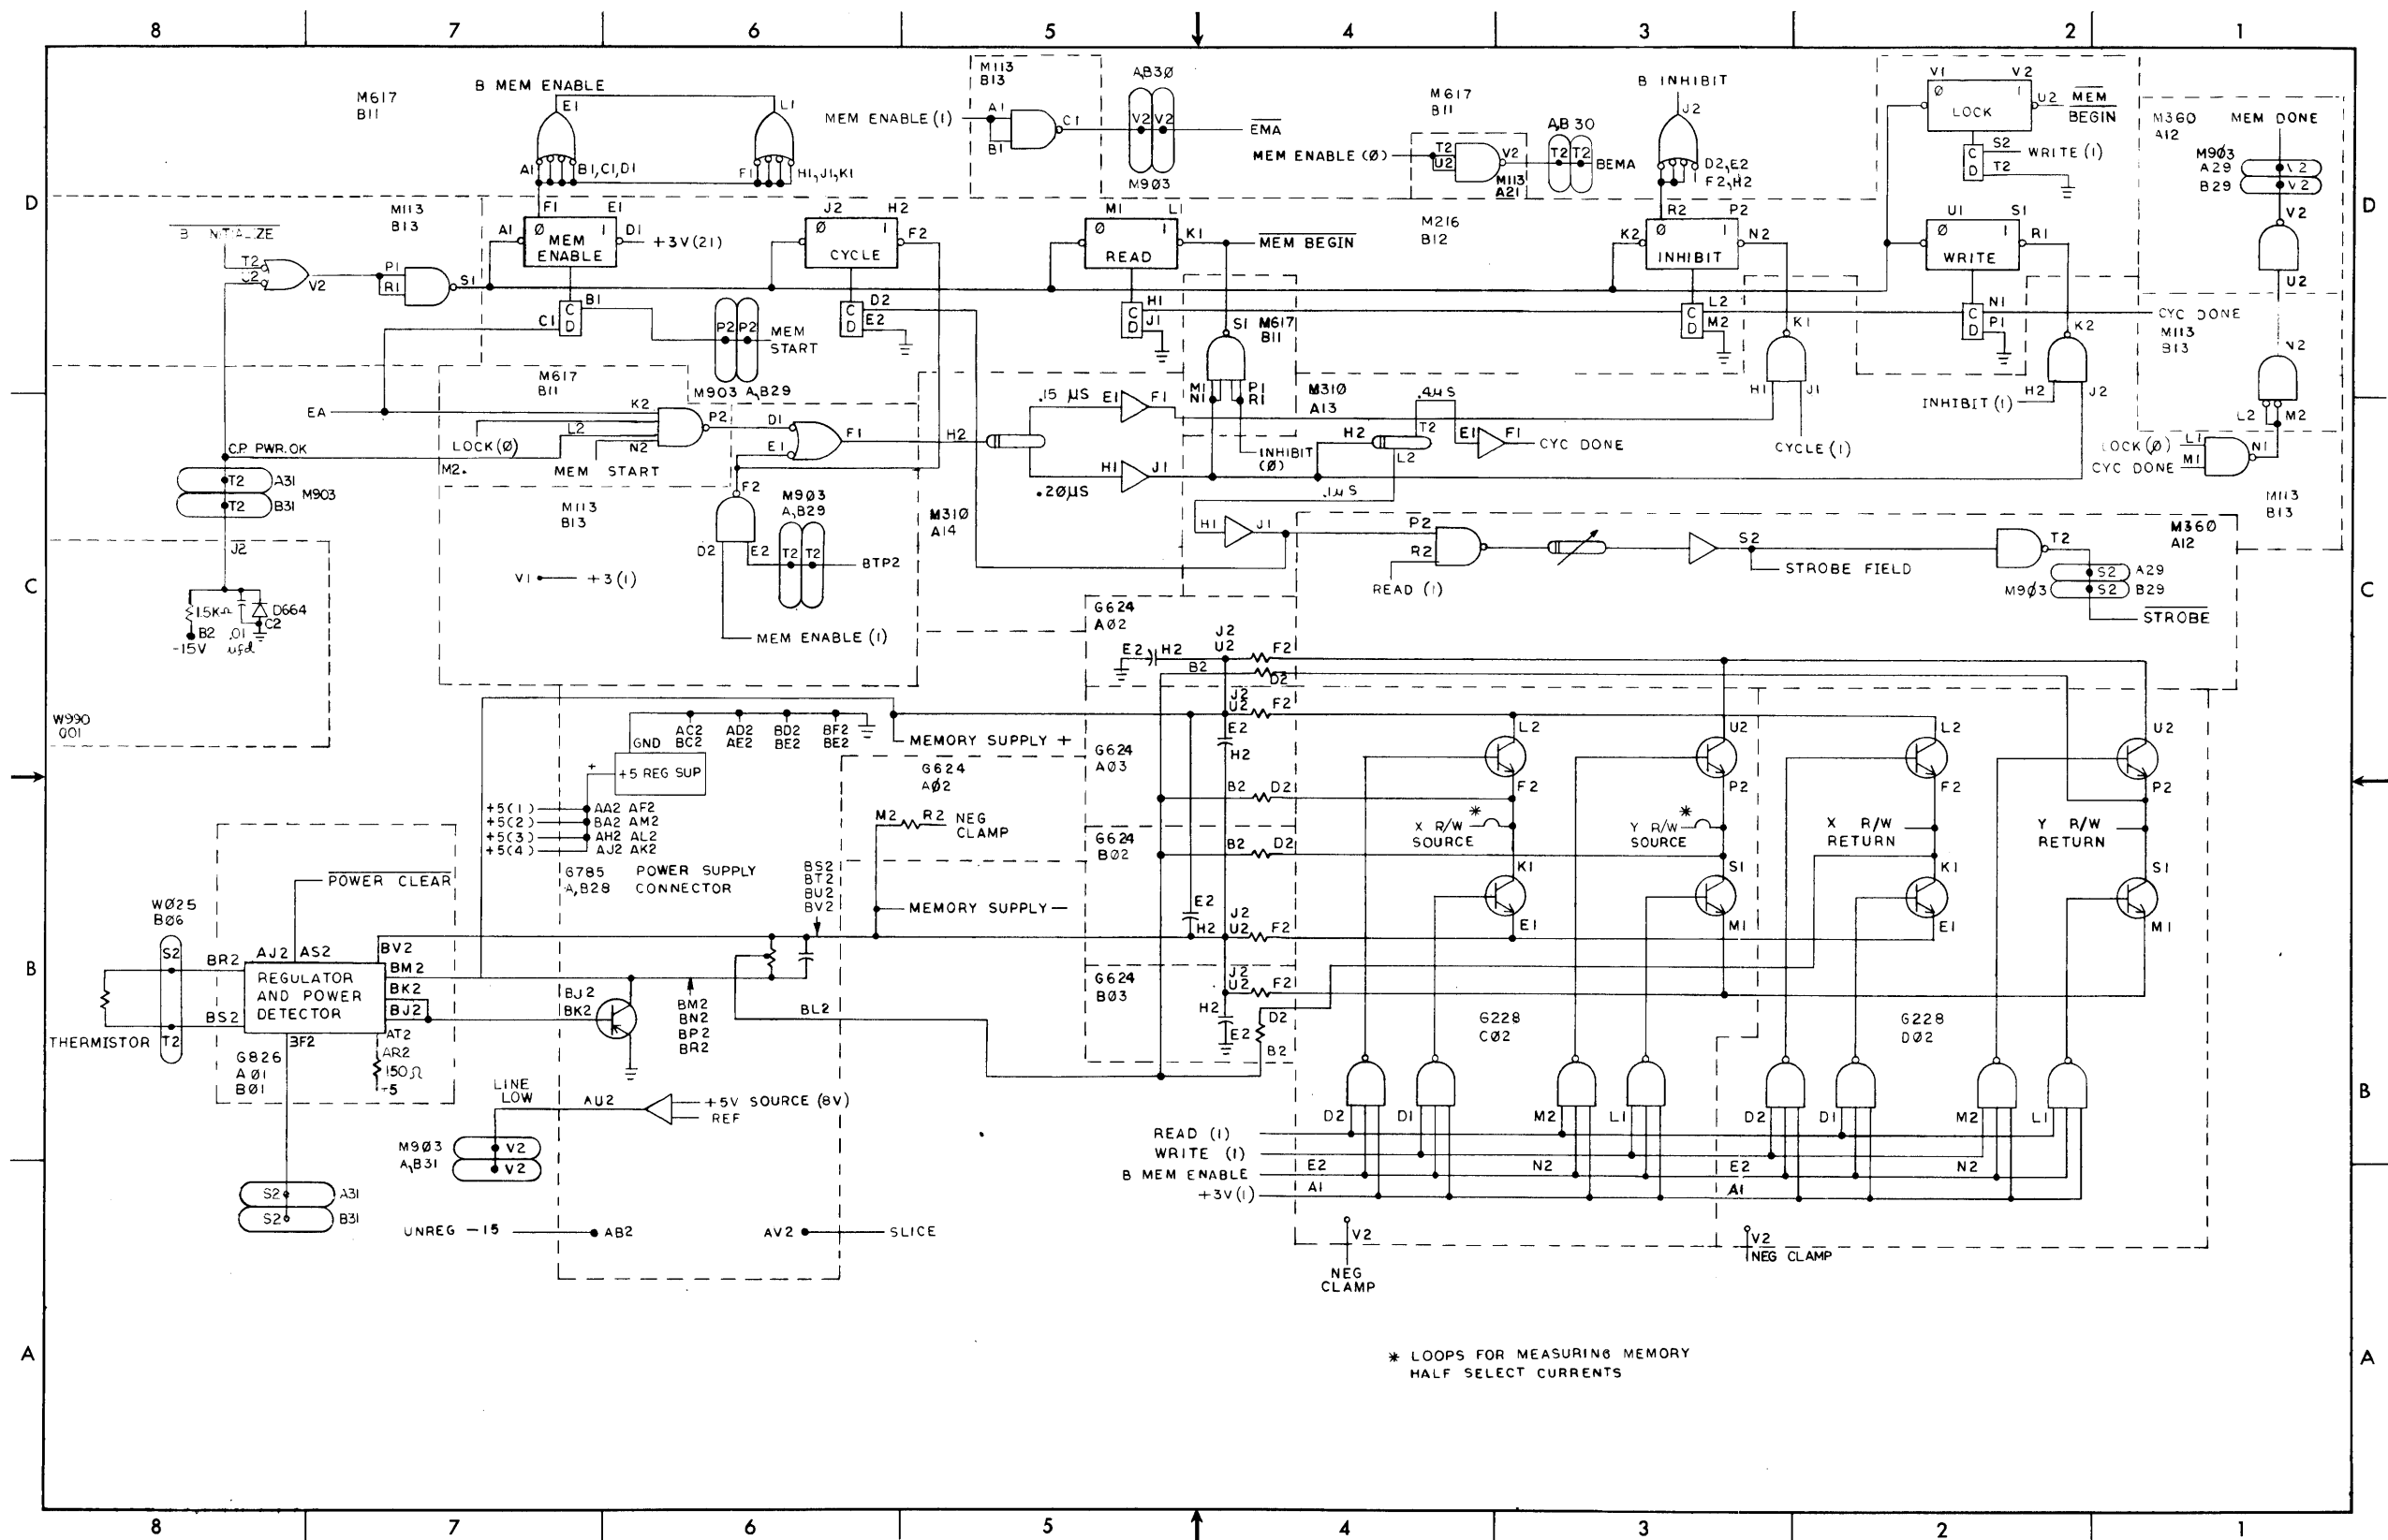 8 7 6 5 4 3 2 1
D
C
B
A
M617
B11
B MEM ENABLE
E1
L1
A1
B1,C1,D1
F1
H1,J1,K1
M113
B13
MEM ENABLE (1)
A1
B1
C1
A,B30
V2 V2
M903
EMA
M617
B11
MEM ENABLE (Ø)
T2
U2
V2
M113
A21
A,B 30
T2 T2
BEMA
B INHIBIT
J2
D2,E2
F2,H2
V1 V2
Ø 1
LOCK
U2
MEM
BEGIN
C
D
S2
WRITE (1)
T2
M360
A12
MEM DONE
M903
A29
B29
V2
V2
V2
U2
T2
U2
V2
M113
B13
P1
R1
S1
F1 E1
A1
Ø 1
MEM
ENABLE
D1
+3V(21)
C
D
B1
C1
P2 P2
MEM
START
M903 A,B29
J2 H2
Ø 1
CYCLE
F2
C
D
D2
E2
M1 L1
Ø 1
READ
K1
MEM BEGIN
C
D
H1
J1
M216
B12
S1
M617
B11
M1
N1
P1
R1
INHIBIT
(Ø)
R2 P2
K2
Ø 1
INHIBIT
N2
C
D
L2
M2
K1
H1
J1
CYCLE (1)
U1 S1
Ø 1
WRITE
R1
C
D
N1
P1
K2
INHIBIT (1)
H2
J2
CYC DONE
M113
B13
N2
L2
M2
LOCK(Ø)
L1
CYC DONE
M1
N1
M113
B13
EA
C.P. PWR.OK
T2
A31
T2
B31
M903
J2
1.5K Ω
D664
C2
B2
.01
ufd
-15V
W990
M617
B11
K2
L2
N2
P2
LOCK(Ø)
MEM START
D1
E1
F1
F2
M113
B13
D2
E2
M903
A,B29
T2 T2
BTP2
V1
+3(1)
MEM ENABLE (1)
M310
A14
H2
.15 µS
E1
F1
.20µS
H1
J1
M310
A13
H2
T2
.4µS
L2
E1
F1
CYC DONE
.1µS
H1
J1
P2
R2
READ (1)
S2
STROBE FIELD
T2
M360
A12
S2
A29
S2
B29
M9Ø3
STROBE
G624
A02
E2
H2
J2
U2
F2
B2
D2
J2
U2
F2
E2
H2
G624
A03
B2
D2
G624
B02
B2
D2
E2
H2
J2
U2
F2
G624
B03
J2
U2
F2
H2
E2
D2
B2
AC2
BC2
AD2
AE2
BD2
BE2
BF2
BE2
GND
+
+5 REG SUP
MEMORY SUPPLY +
+5(1) AA2 AF2
+5(2) BA2 AM2
+5(3) AH2 AL2
+5(4) AJ2 AK2
G785
A,B28
POWER SUPPLY
CONNECTOR
G624
AØ2
M2
R2
NEG
CLAMP
BS2
BT2
BU2
BV2
MEMORY SUPPLY —
POWER CLEAR
WØ25
BØ6
S2
T2
THERMISTOR
BR2
BS2
AJ2
AS2
BV2
BM2
BK2
BJ2
REGULATOR
AND POWER
DETECTOR
AT2
AR2
150Ω
+5
G826
AØ1
BØ1
BJ2
BK2
BM2
BN2
BP2
BR2
BL2
LINE
LOW
AU2
+5V SOURCE (8V)
REF
M903
A,B31
V2
V2
S2
A31
S2
B31
UNREG -15
AB2
AV2
SLICE
L2
F2
*
X R/W
SOURCE
K1
E1
U2
P2
*
Y R/W
SOURCE
S1
M1
L2
F2
X R/W
RETURN
K1
E1
U2
P2
Y R/W
RETURN
S1
M1
G228
CØ2
G228
DØ2
D2
D1
M2
L1
D2
D1
M2
L1
READ (1)
WRITE (1)
B MEM ENABLE
E2
N2
E2
N2
+3V(1)
A1
A1
V2
NEG
CLAMP
V2
NEG CLAMP
* LOOPS FOR MEASURING MEMORY
HALF SELECT CURRENTS
D
C
B
A
8 7 6 5 4 3 2 1